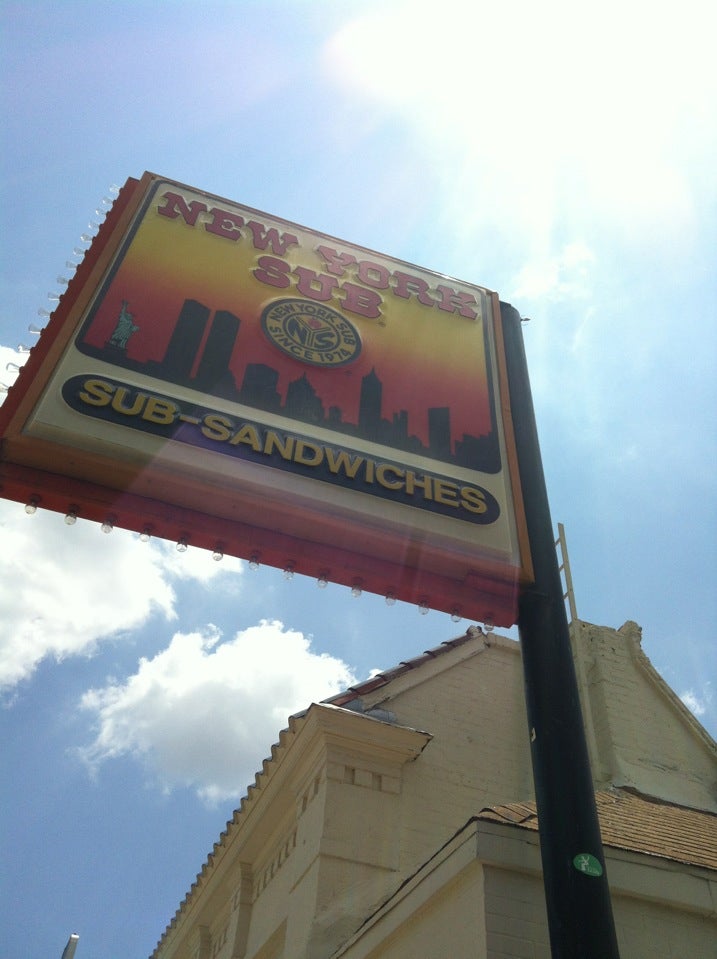 NEW YORK
SUB
NEW YORK SUB
NYS
SINCE 1974
SUB-SANDWICHES